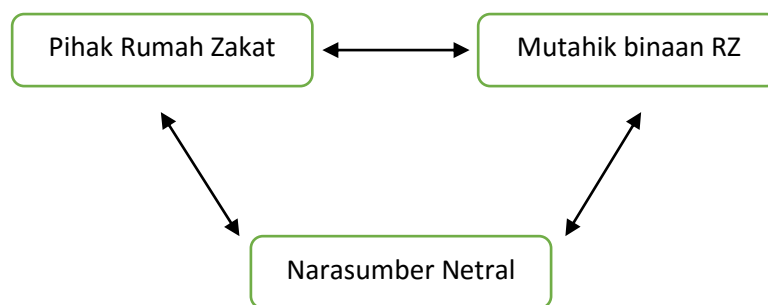 Pihak Rumah Zakat
Mutahik binaan RZ
Narasumber Netral